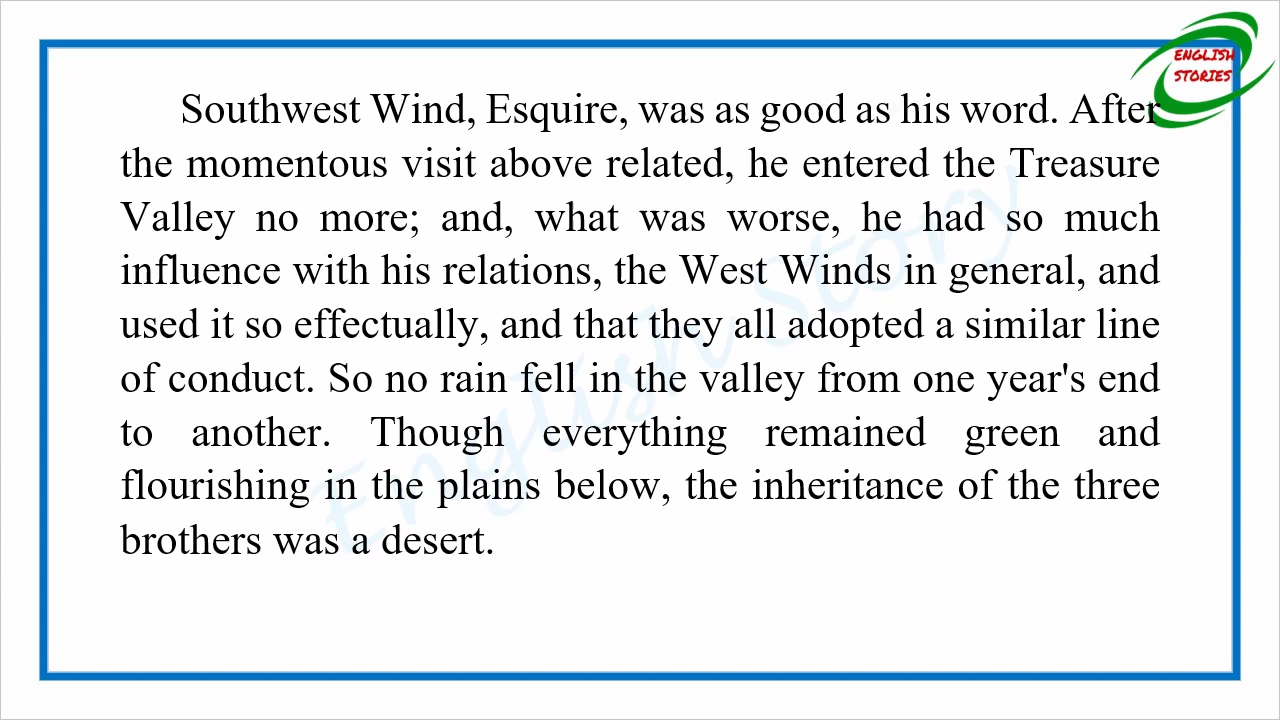 ENGLISH
STORIES
Southwest Wind, Esquire, was as good as his word. After
the momentous visit above related, he entered the Treasure
Valley no more; and, what was worse, he had so much
influence with his relations, the West Winds in general, and
used it so effectually, and that they all adopted a similar line
of conduct. So no rain fell in the valley from one year's end
to another. Though everything remained green and
flourishing in the plains below, the inheritance of the three
brothers was a desert.
English Story